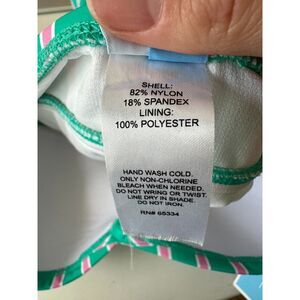 SHELL:
82% NYLON
18% SPANDEX
LINING:
100% POLYESTER
HAND WASH COLD.
ONLY NON-CHLORINE
BLEACH WHEN NEEDED.
DO NOT WRING OR TWIST.
LINE DRY IN SHADE.
DO NOT IRON.
RN# 65334